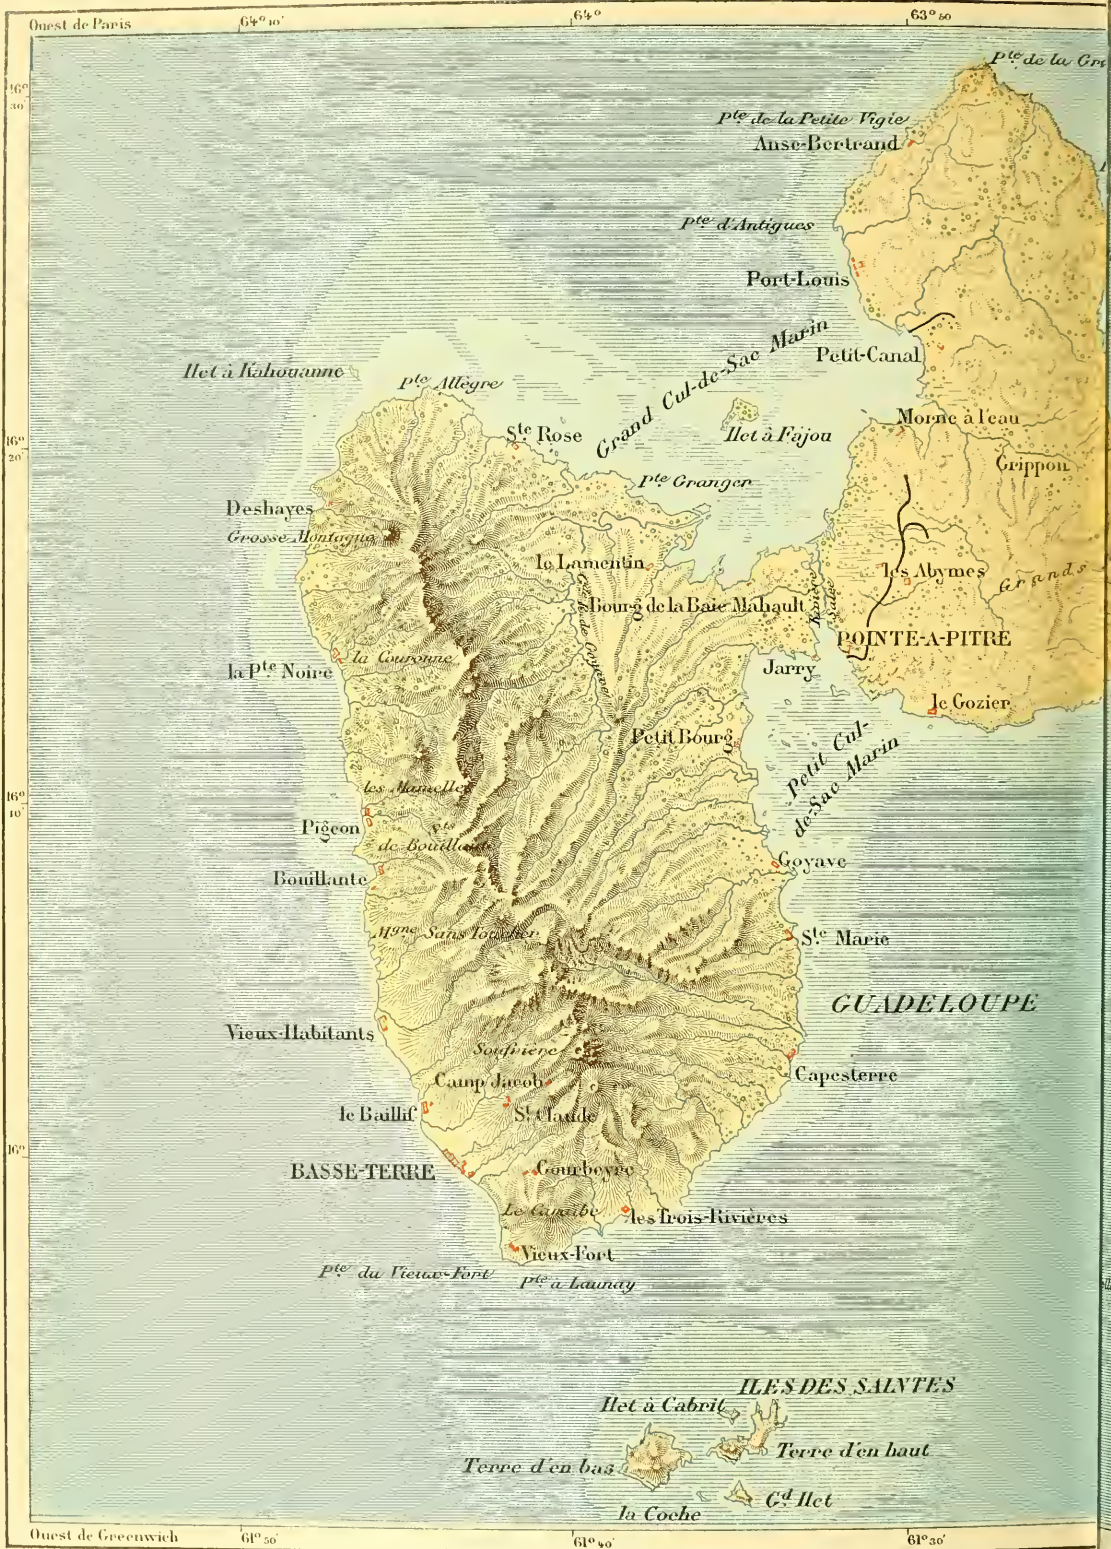 Ouest de Paris
64° 10'
64°
63° 50
Pte de la Gr
16° 30'
Pte de la Petite Vigie
Anse-Bertrand
Pte d'Antigues
Port-Louis
Grand Cul-de-Sac Marin
Petit-Canal
Ilet à Kahouanne
Pte Allègre
Ste Rose
Ilet à Fajou
Morne à l'eau
16° 20'
Grippon
Pte Granger
Deshayes
Grosse Montagne
le Lamentin
les Abymes
Grands
Bourg de la Baie Mahault
Rivière Salée
Gde R. de Goyave
POINTE-A-PITRE
la Couronne
la Pte Noire
Jarry
le Gozier
Petit Bourg
Petit Cul-
de-Sac Marin
les Mamelles
16° 10'
Pigeon
de Bouillante
Goyave
Bouillante
Mgne Sans Toucher
Ste Marie
GUADELOUPE
Vieux-Habitants
Soufrière
Camp Jacob
Capesterre
le Baillif
St Claude
16°
BASSE-TERRE
Gourbeyre
Le Caraïbe
les Trois-Rivières
Vieux-Fort
Pte du Vieux-Fort
Pte à Launay
ILES DES SAINTES
Ilet à Cabrit
Terre d'en haut
Terre d'en bas
Gd Ilet
la Coche
Ouest de Greenwich
61° 50'
61° 40'
61° 30'